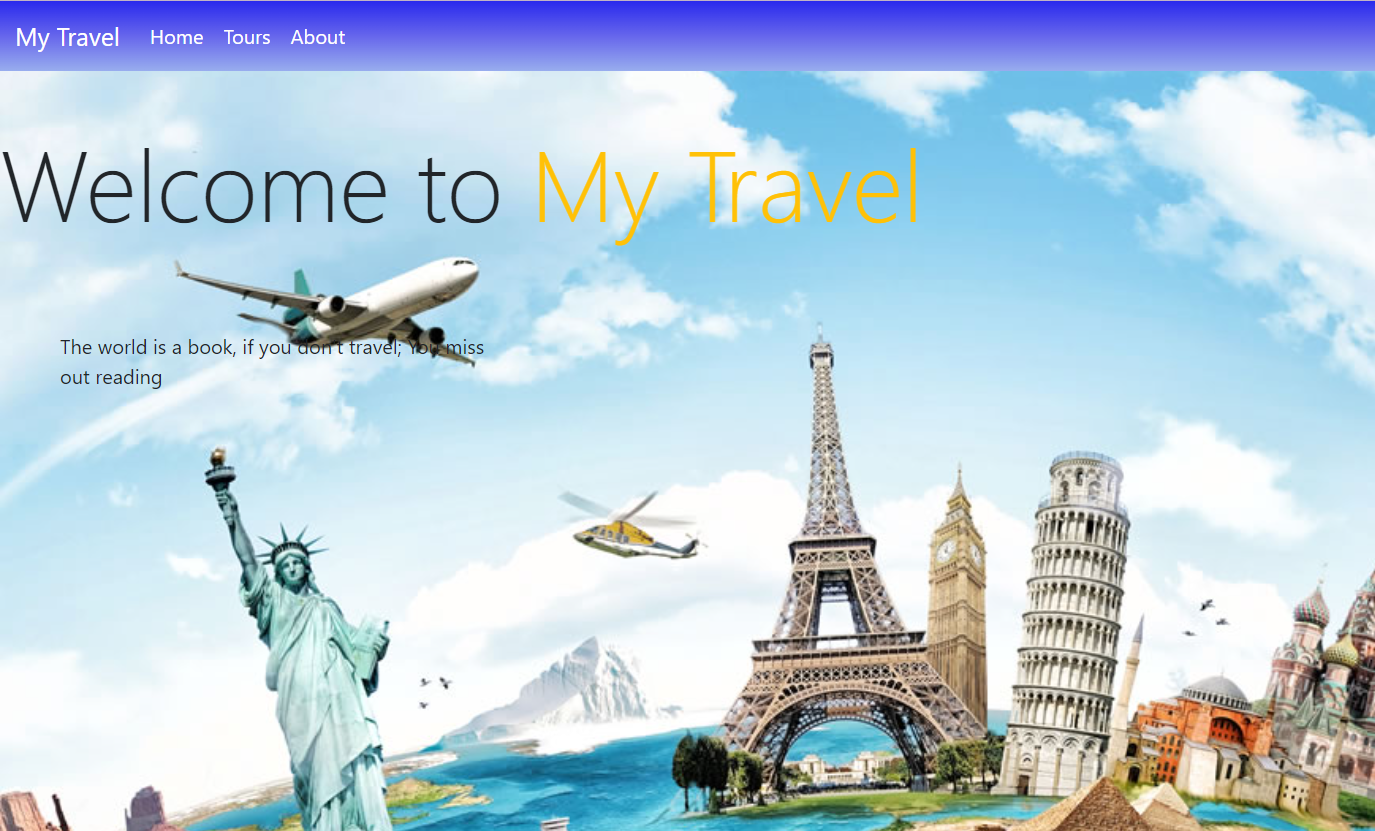 My Travel Home Tours About
Welcome to My Travel
The world is a book, if you don't travel; You miss
out reading